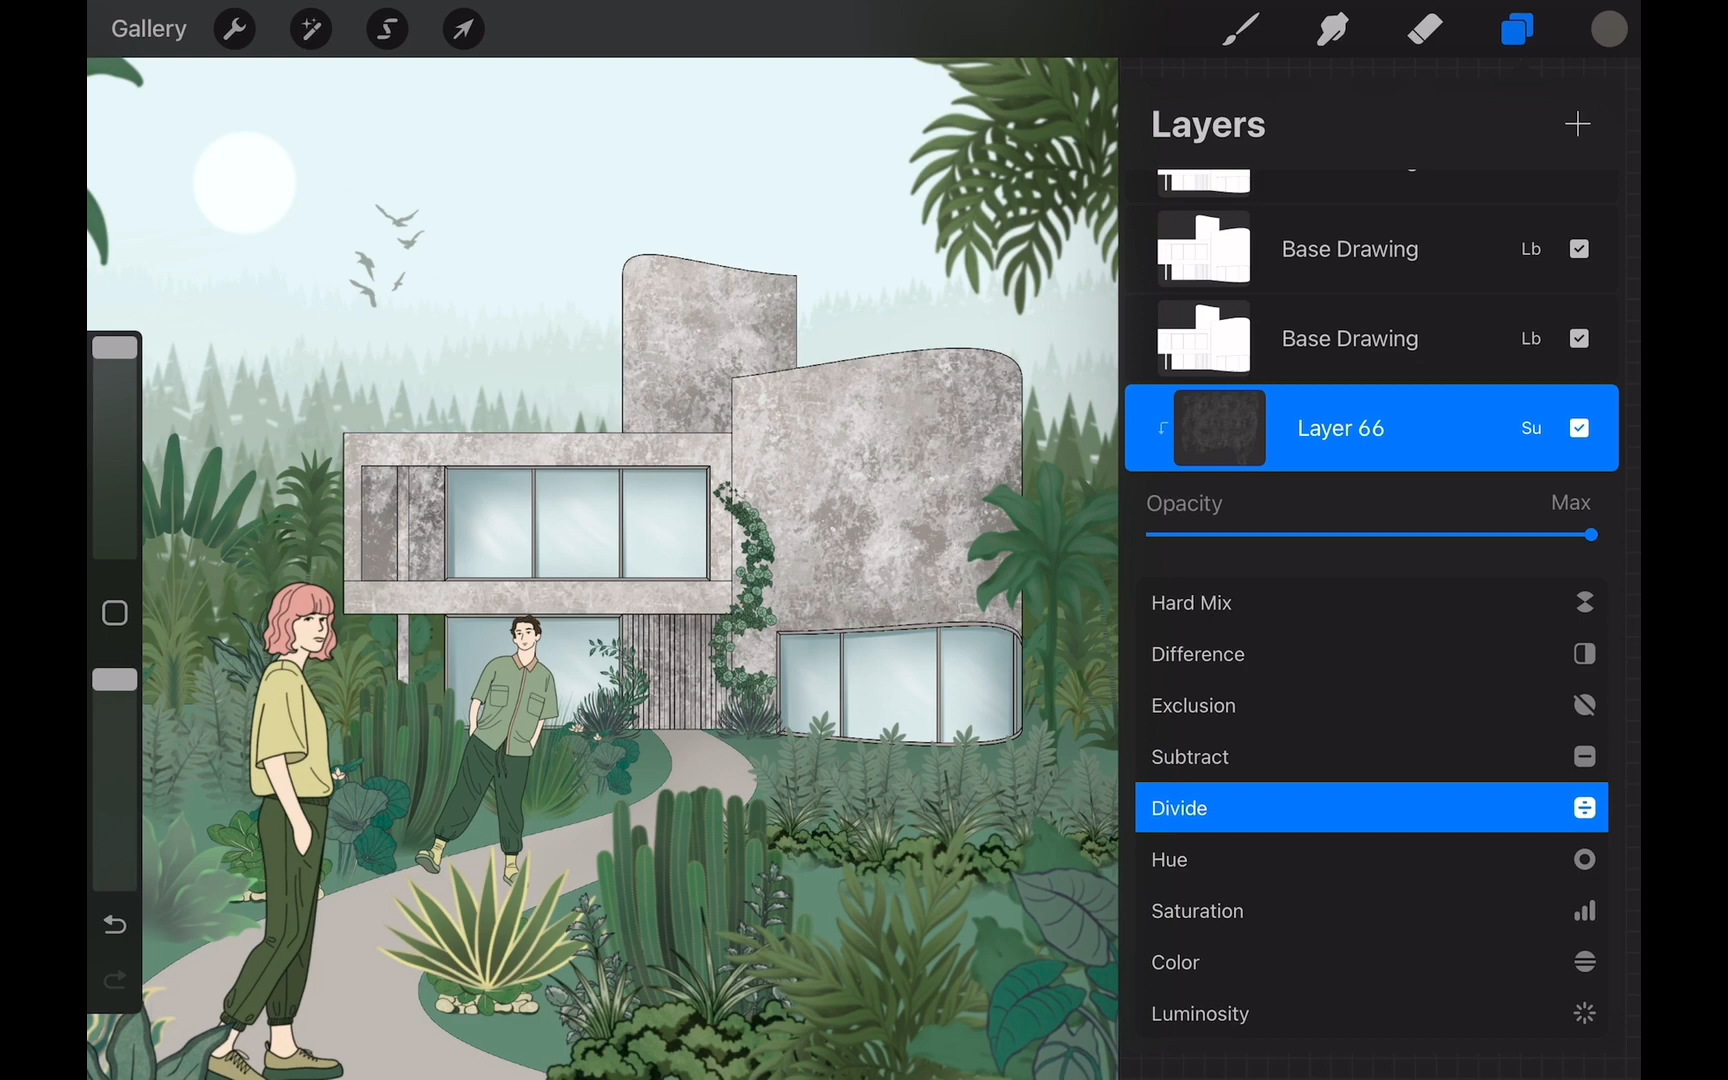 Gallery
Layers
Base Drawing Lb
Base Drawing Lb
Layer 66 Su
Opacity Max
Hard Mix
Difference
Exclusion
Subtract
Divide
Hue
Saturation
Color
Luminosity